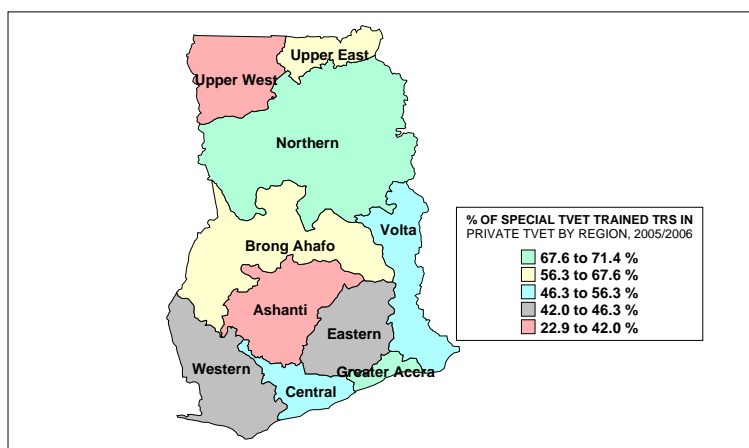 Upper East
Upper West
Northern
Volta
Brong Ahafo
Ashanti
Eastern
Western
Greater Accra
Central
% OF SPECIAL TVET TRAINED TRS IN
PRIVATE TVET BY REGION, 2005/2006
67.6 to 71.4 %
56.3 to 67.6 %
46.3 to 56.3 %
42.0 to 46.3 %
22.9 to 42.0 %